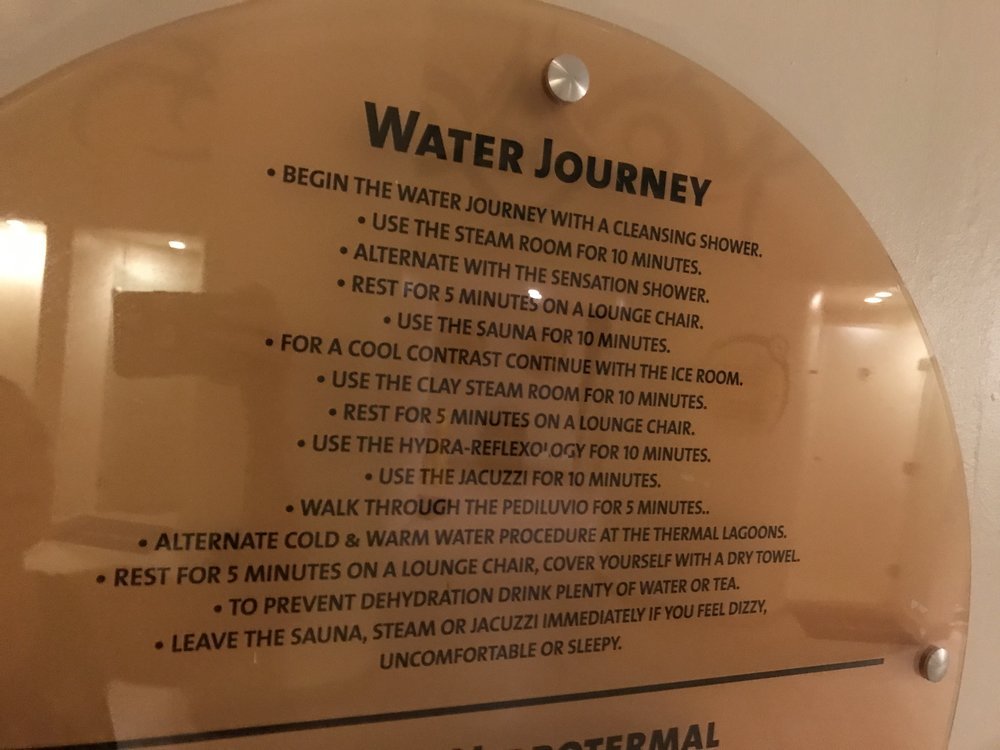 WATER JOURNEY
• BEGIN THE WATER JOURNEY WITH A CLEANSING SHOWER.
• USE THE STEAM ROOM FOR 10 MINUTES.
• ALTERNATE WITH THE SENSATION SHOWER.
• REST FOR 5 MINUTES ON A LOUNGE CHAIR.
• USE THE SAUNA FOR 10 MINUTES.
• FOR A COOL CONTRAST CONTINUE WITH THE ICE ROOM.
• USE THE CLAY STEAM ROOM FOR 10 MINUTES.
• REST FOR 5 MINUTES ON A LOUNGE CHAIR.
• USE THE HYDRA-REFLEXOLOGY FOR 10 MINUTES.
• USE THE JACUZZI FOR 10 MINUTES.
• WALK THROUGH THE PEDILUVIO FOR 5 MINUTES..
• ALTERNATE COLD & WARM WATER PROCEDURE AT THE THERMAL LAGOONS.
• REST FOR 5 MINUTES ON A LOUNGE CHAIR, COVER YOURSELF WITH A DRY TOWEL.
• TO PREVENT DEHYDRATION DRINK PLENTY OF WATER OR TEA.
• LEAVE THE SAUNA, STEAM OR JACUZZI IMMEDIATELY IF YOU FEEL DIZZY,
UNCOMFORTABLE OR SLEEPY.